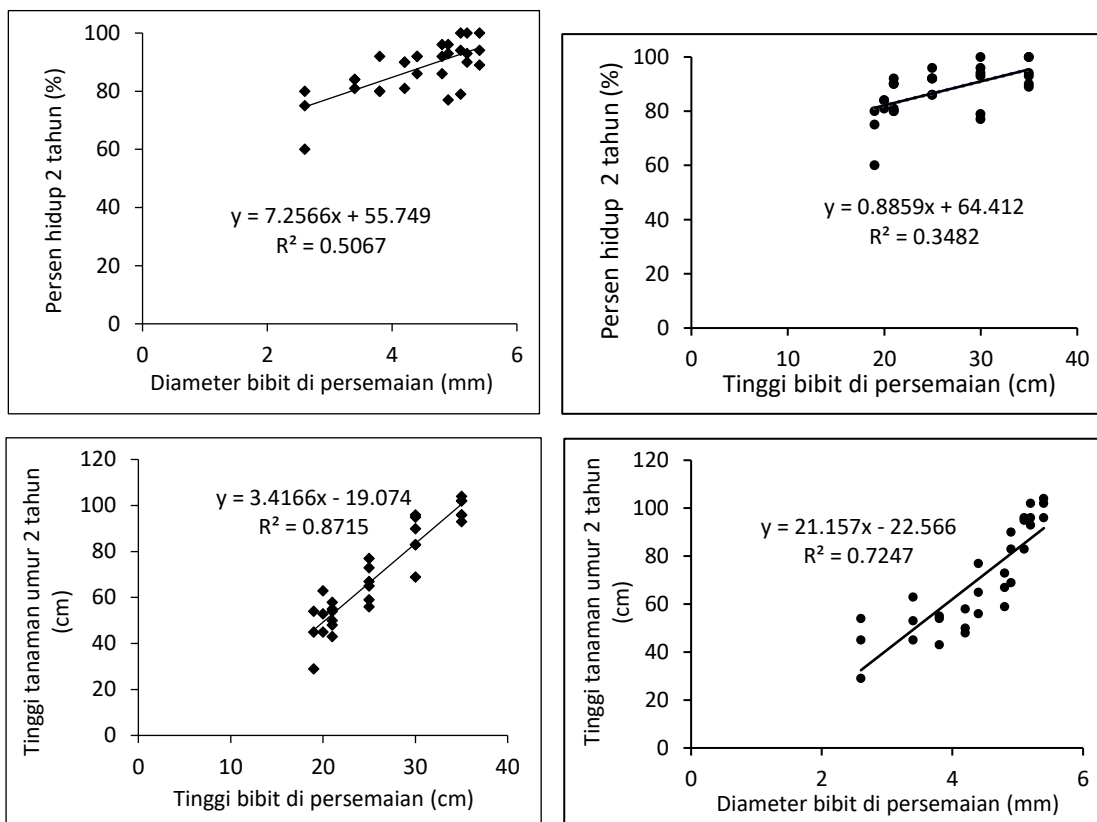 Persen hidup 2 tahun (%)
100
80
60
40
20
0
y = 7.2566x + 55.749
R² = 0.5067
0 2 4 6
Diameter bibit di persemaian (mm)
Persen hidup 2 tahun (%)
100
80
60
40
20
0
y = 0.8859x + 64.412
R² = 0.3482
0 10 20 30 40
Tinggi bibit di persemaian (cm)
Tinggi tanaman umur 2 tahun
(cm)
120
100
80
60
40
20
0
y = 3.4166x - 19.074
R² = 0.8715
0 10 20 30 40
Tinggi bibit di persemaian (cm)
Tinggi tanaman umur 2 tahun
(cm)
120
100
80
60
40
20
0
y = 21.157x - 22.566
R² = 0.7247
0 2 4 6
Diameter bibit di persemaian (mm)